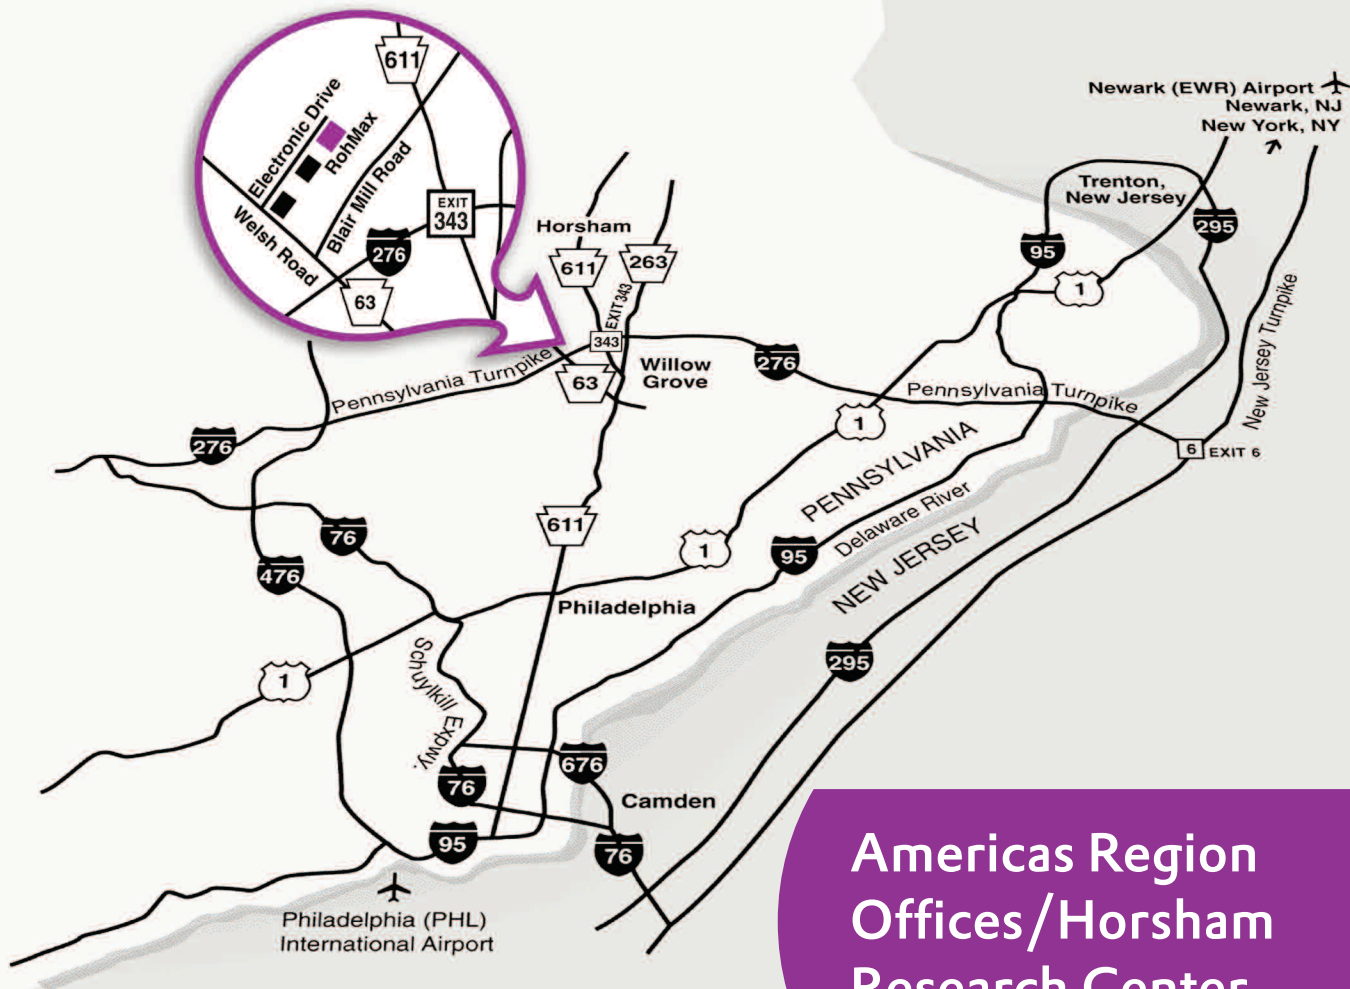 611
Electronic Drive
RohMax
Blair Mill Road
Welsh Road
EXIT
343
276
63
Newark (EWR) Airport
Newark, NJ
New York, NY
Trenton,
New Jersey
295
95
1
New Jersey Turnpike
Horsham
611
263
EXIT 343
343
Willow
Grove
63
276
Pennsylvania Turnpike
Pennsylvania Turnpike
276
1
6
EXIT 6
PENNSYLVANIA
Delaware River
NEW JERSEY
76
611
1
95
476
Philadelphia
295
1
Schuylkill Expwy.
676
76
Camden
95
76
Philadelphia (PHL)
International Airport
Americas Region
Offices/Horsham
Research Center